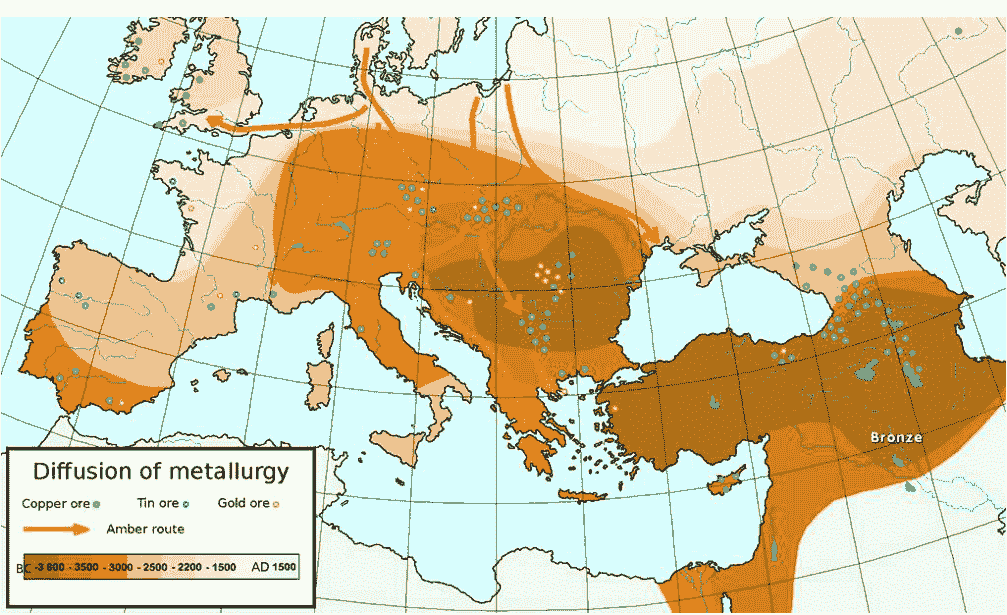 Bronze
Diffusion of metallurgy
Copper ore Tin ore Gold ore
Amber route
BC -3 800 - 3500 - 3000 - 2500 - 2200 - 1500 AD 1500